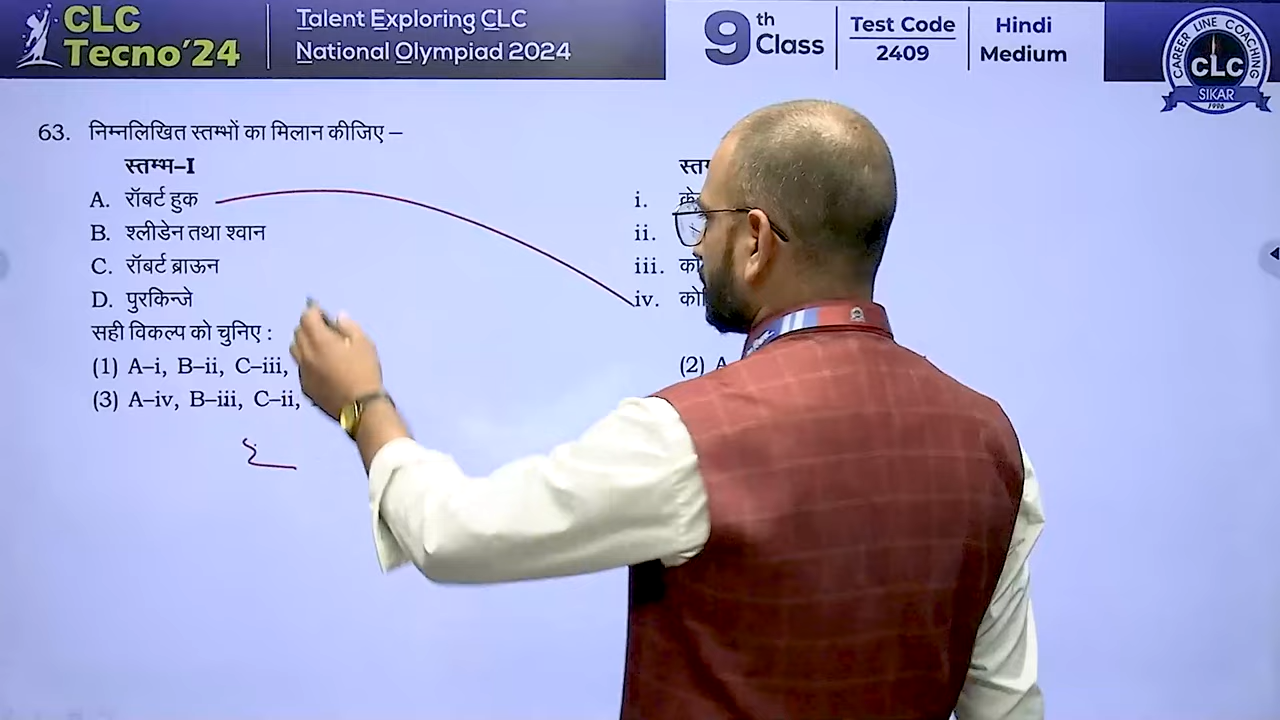 CLC
Tecno'24
Talent Exploring CLC
National Olympiad 2024
9th Class
Test Code
2409
Hindi
Medium
CAREER LINE COACHING
CLC
SIKAR
1996
63. निम्नलिखित स्तम्भों का मिलान कीजिए –
स्तम्भ–I
A. रॉबर्ट हुक i.
B. श्लीडेन तथा श्वान ii.
C. रॉबर्ट ब्राऊन iii.
D. पुरकिन्जे iv.
सही विकल्प को चुनिए :
(1) A–i, B–ii, C–iii, (2) A
(3) A–iv, B–iii, C–ii,